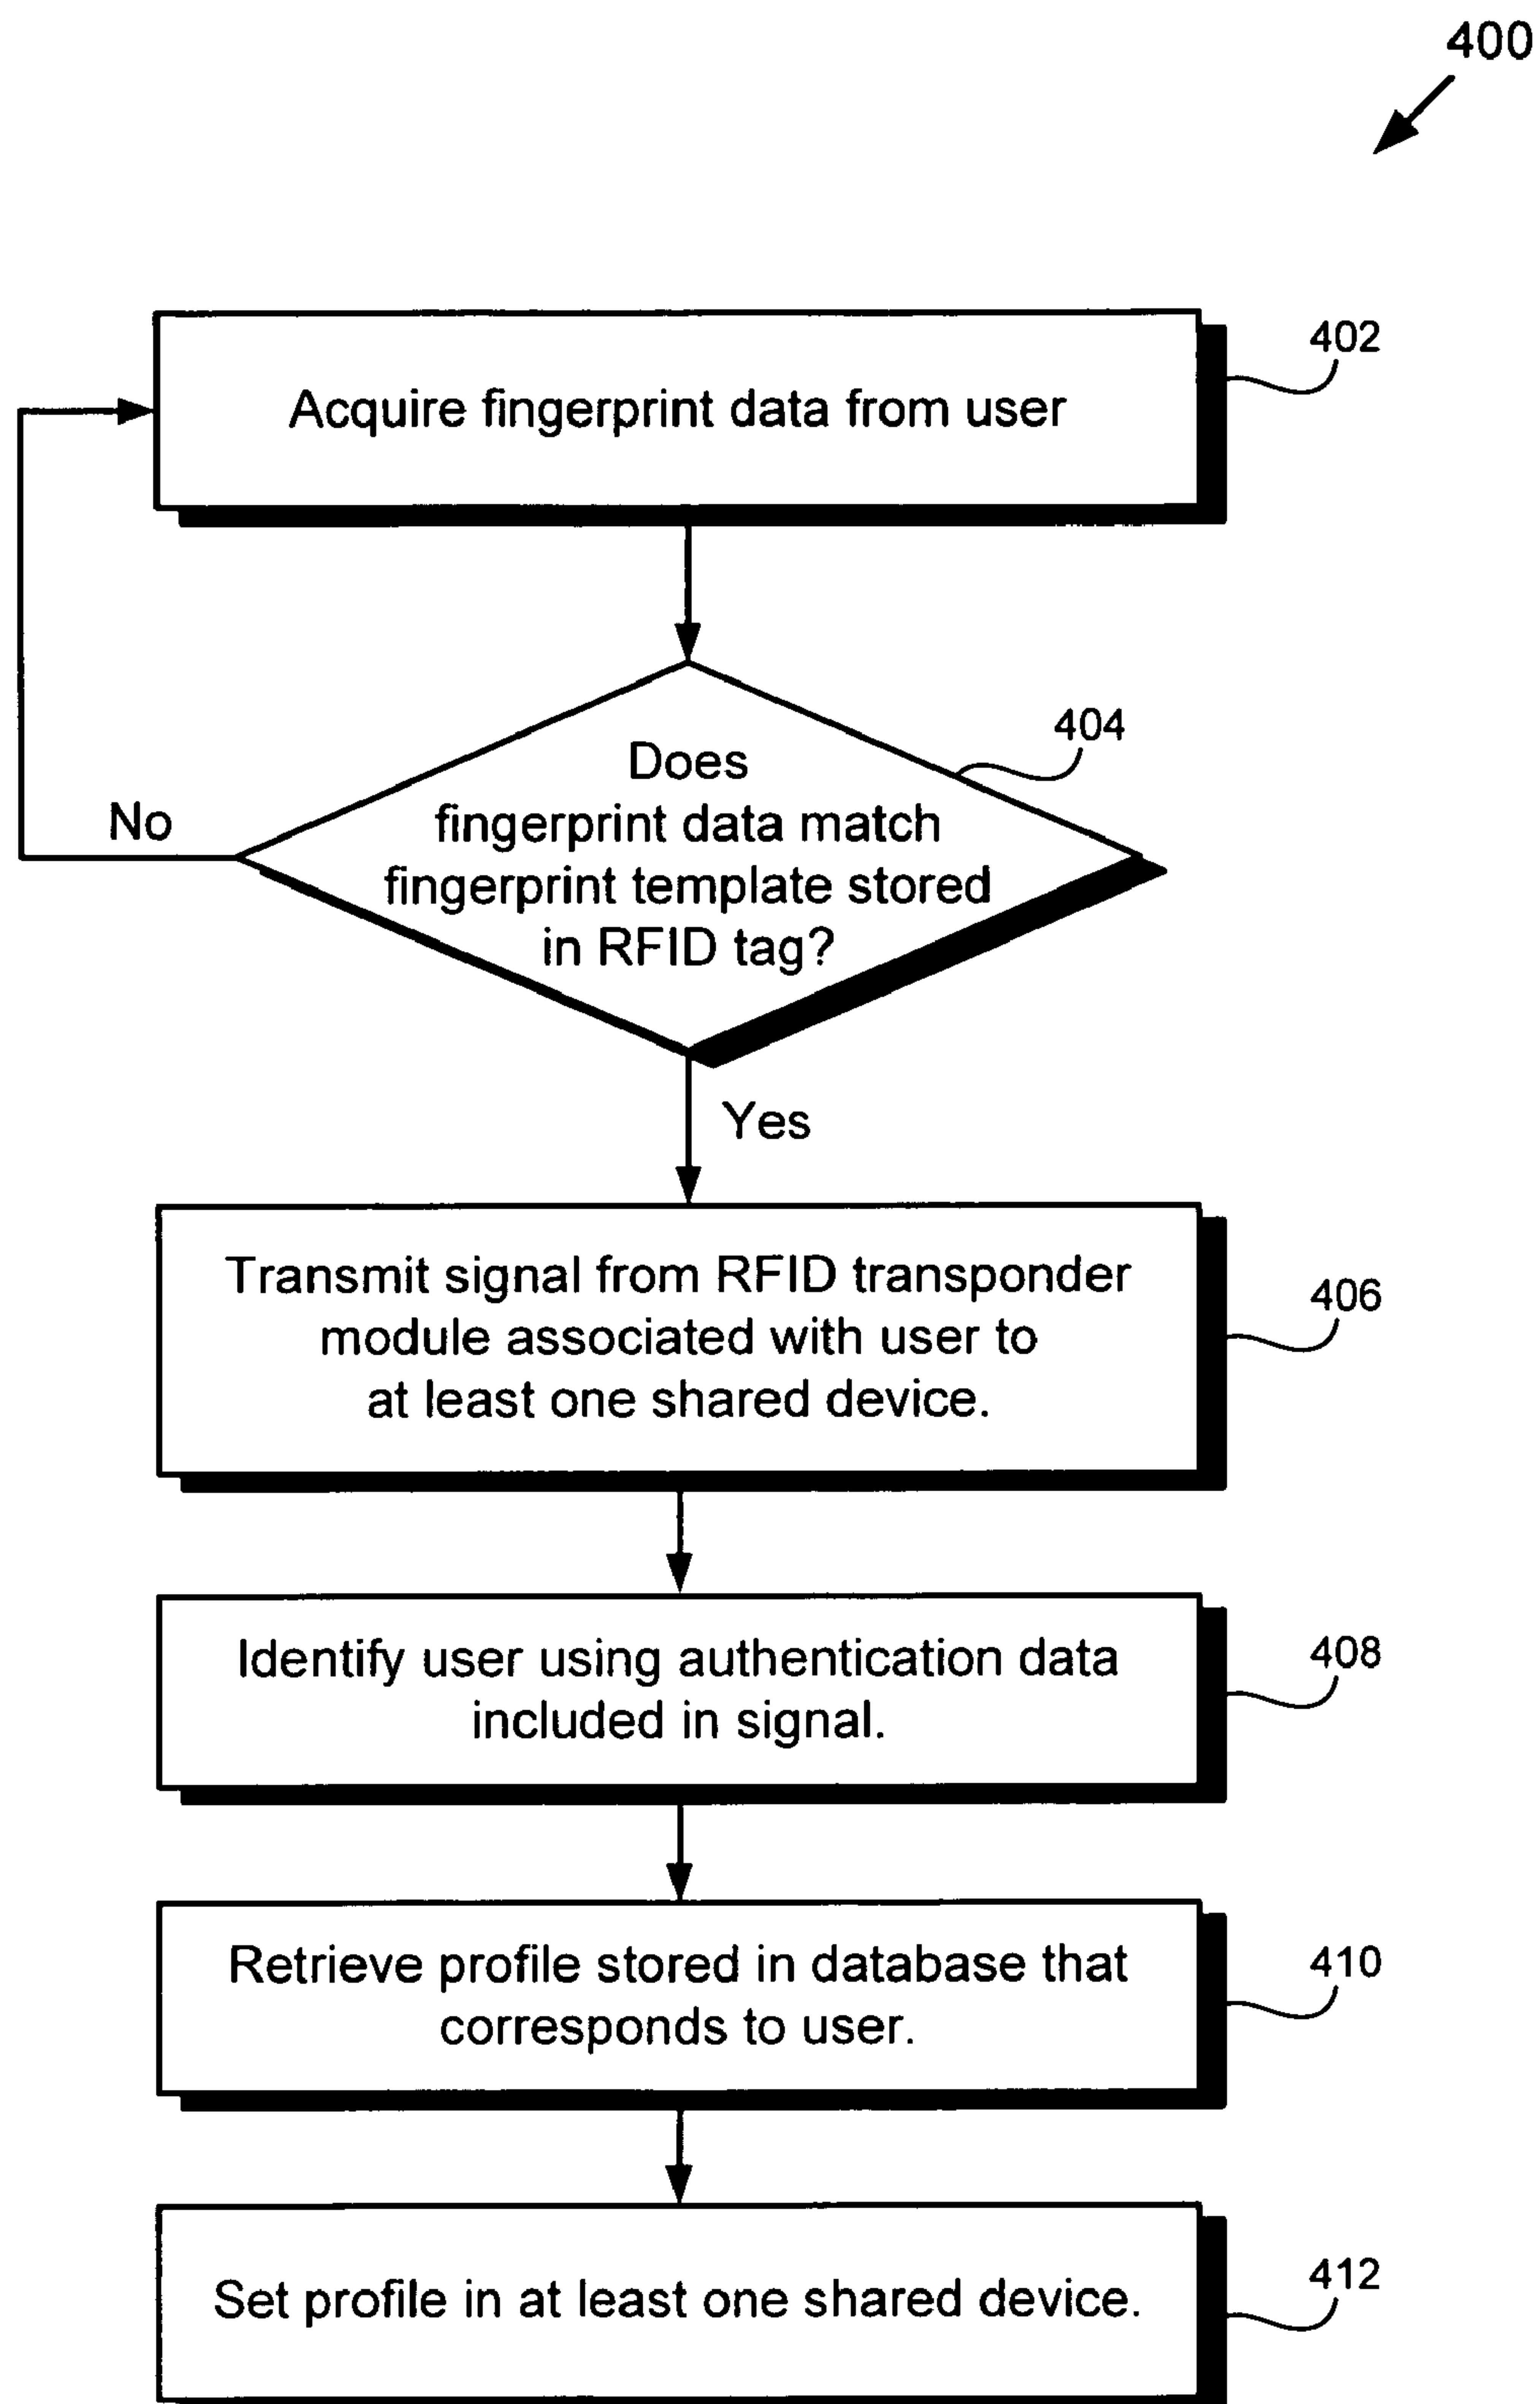 400
402
Acquire fingerprint data from user
404
Does
fingerprint data match
fingerprint template stored
in RFID tag?
No
Yes
Transmit signal from RFID transponder
module associated with user to
at least one shared device.
406
Identify user using authentication data
included in signal.
408
Retrieve profile stored in database that
corresponds to user.
410
Set profile in at least one shared device.
412